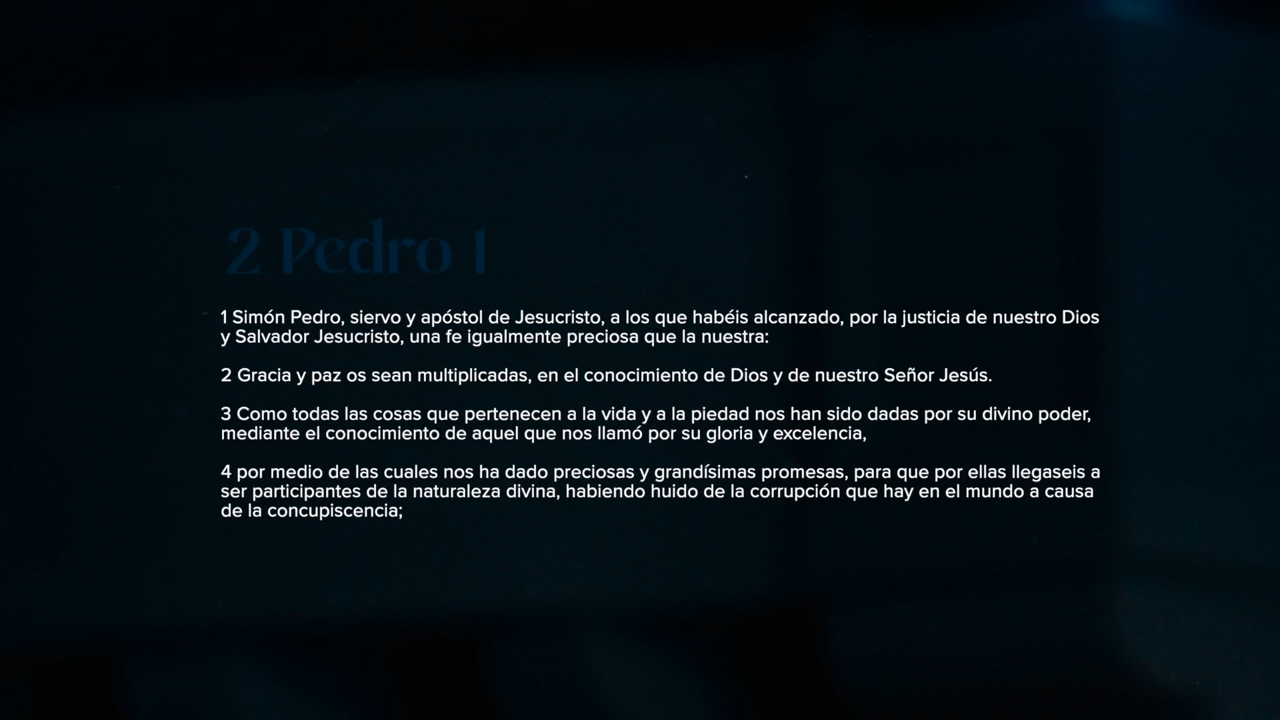 2 Pedro 1
1 Simón Pedro, siervo y apóstol de Jesucristo, a los que habéis alcanzado, por la justicia de nuestro Dios
y Salvador Jesucristo, una fe igualmente preciosa que la nuestra:
2 Gracia y paz os sean multiplicadas, en el conocimiento de Dios y de nuestro Señor Jesús.
3 Como todas las cosas que pertenecen a la vida y a la piedad nos han sido dadas por su divino poder,
mediante el conocimiento de aquel que nos llamó por su gloria y excelencia,
4 por medio de las cuales nos ha dado preciosas y grandísimas promesas, para que por ellas llegaseis a
ser participantes de la naturaleza divina, habiendo huido de la corrupción que hay en el mundo a causa
de la concupiscencia;